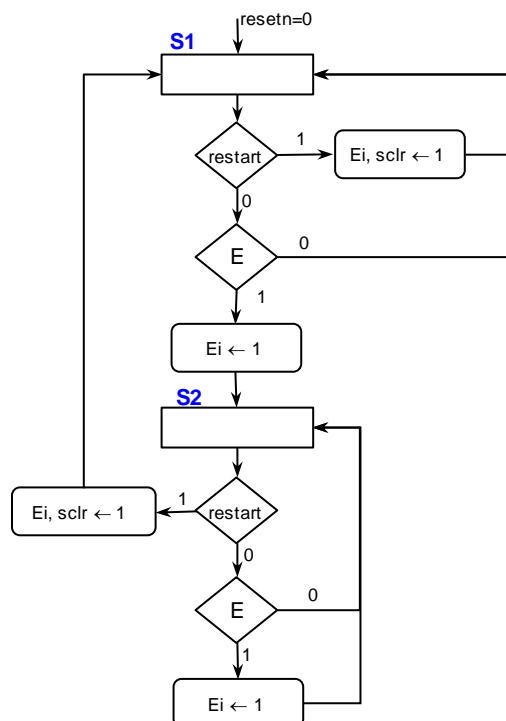 resetn=0
S1
restart
1
Ei, sclr ← 1
0
E
0
1
Ei ← 1
S2
restart
1
Ei, sclr ← 1
0
E
0
1
Ei ← 1